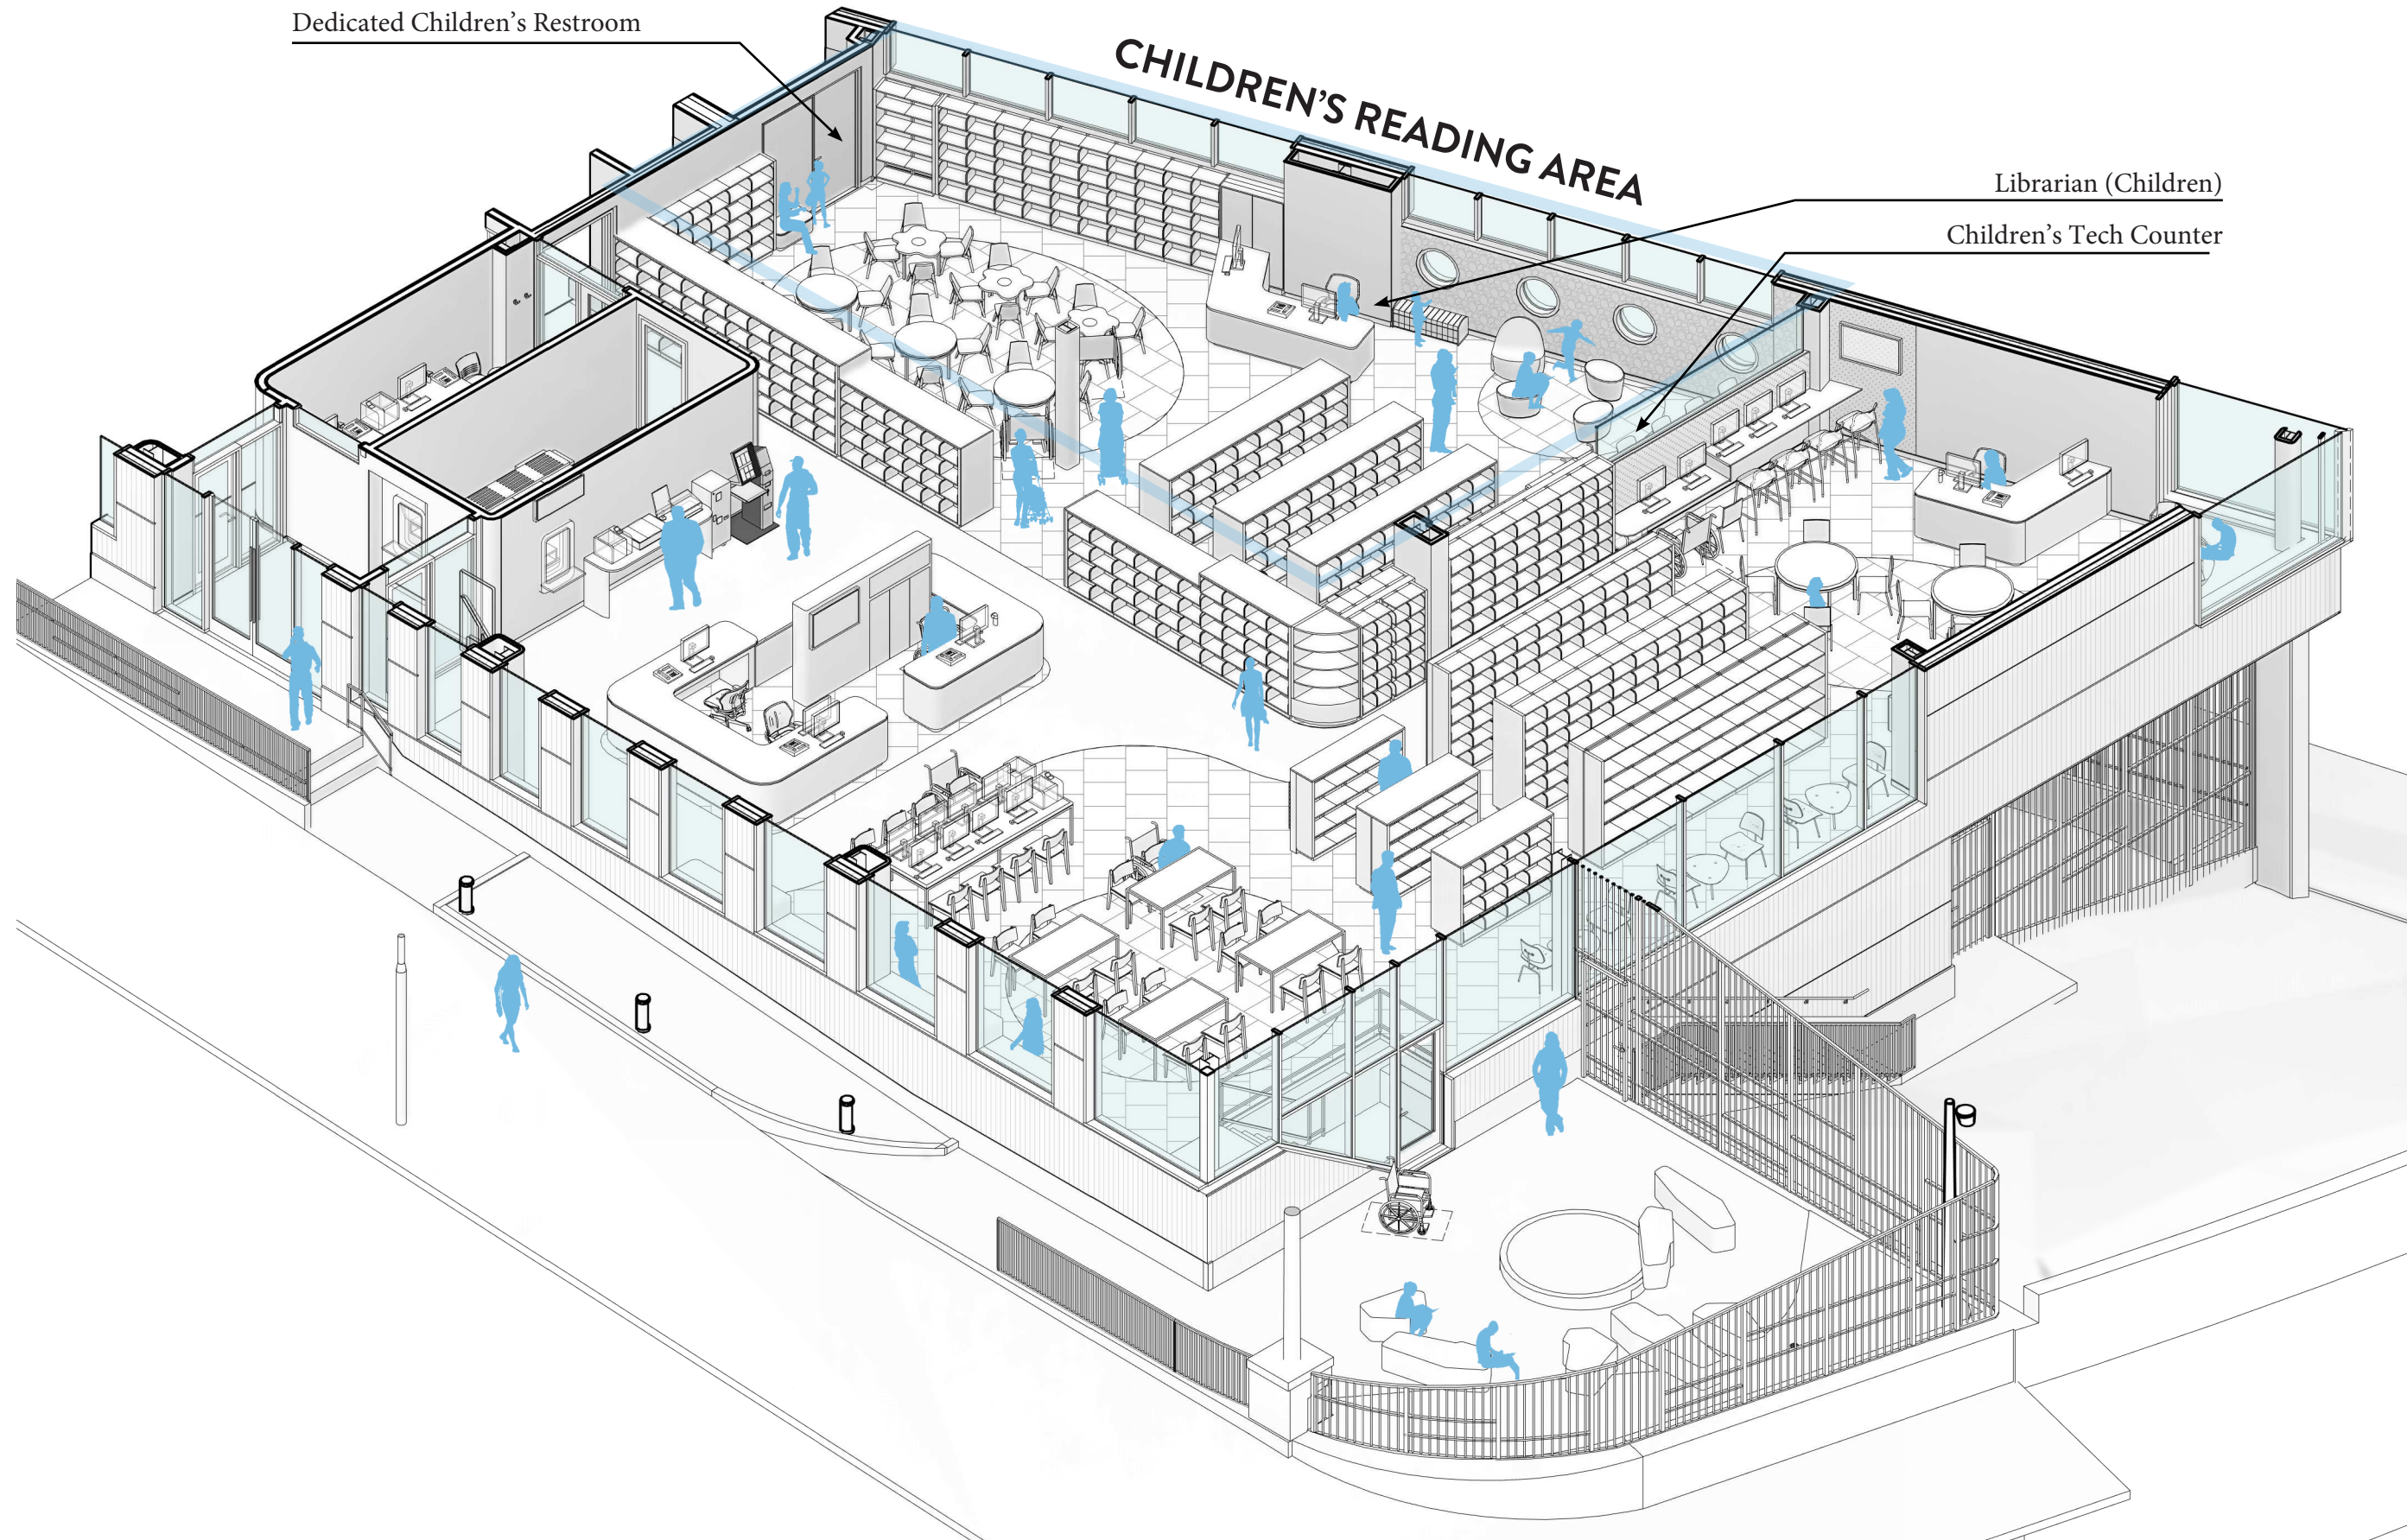 Dedicated Children’s Restroom
CHILDREN’S READING AREA
Librarian (Children)
Children’s Tech Counter